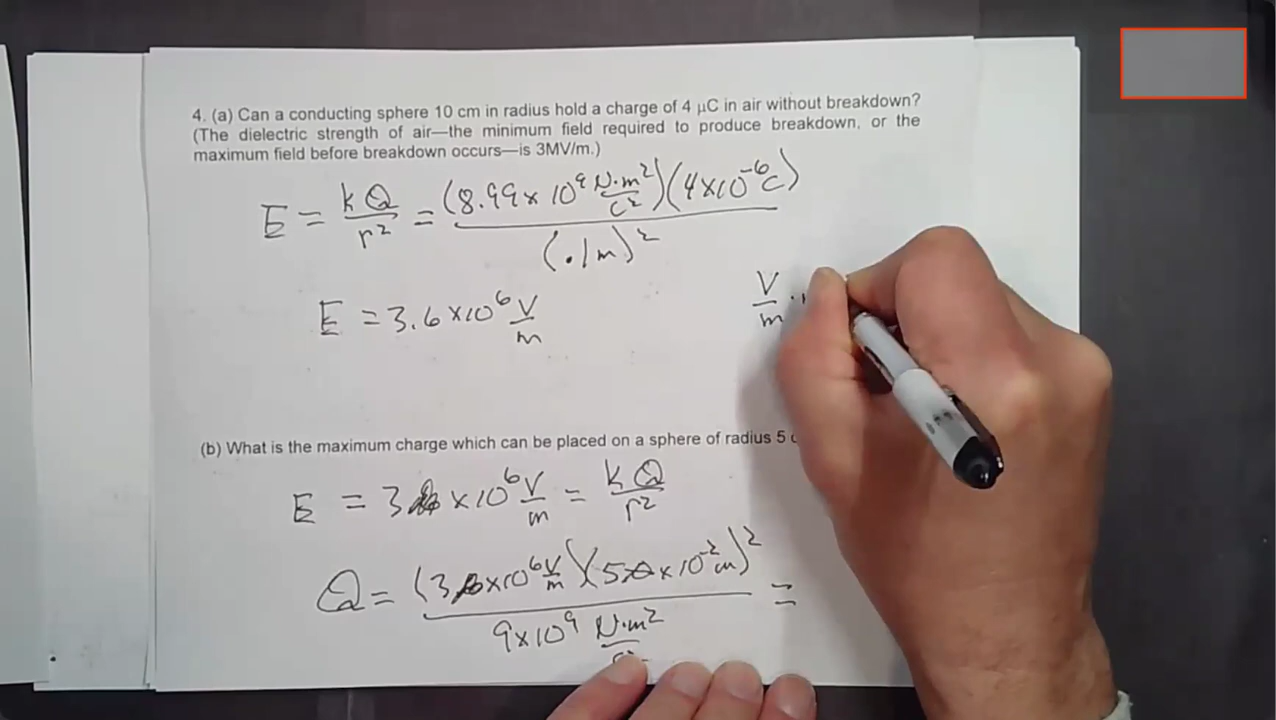 4. (a) Can a conducting sphere 10 cm in radius hold a charge of 4 μC in air without breakdown?
(The dielectric strength of air—the minimum field required to produce breakdown, or the
maximum field before breakdown occurs—is 3MV/m.)
E = kQ/r² = (8.99 × 10⁹ N·m²/C²)(4×10⁻⁶C)/(.1m)²
E = 3.6 ×10⁶ V/m
V/m ·
(b) What is the maximum charge which can be placed on a sphere of radius 5
E = 3 ×10⁶ V/m = kQ/r²
Q = (3 ×10⁶ V/m)(5 ×10⁻²m)²/9×10⁹ N·m² =